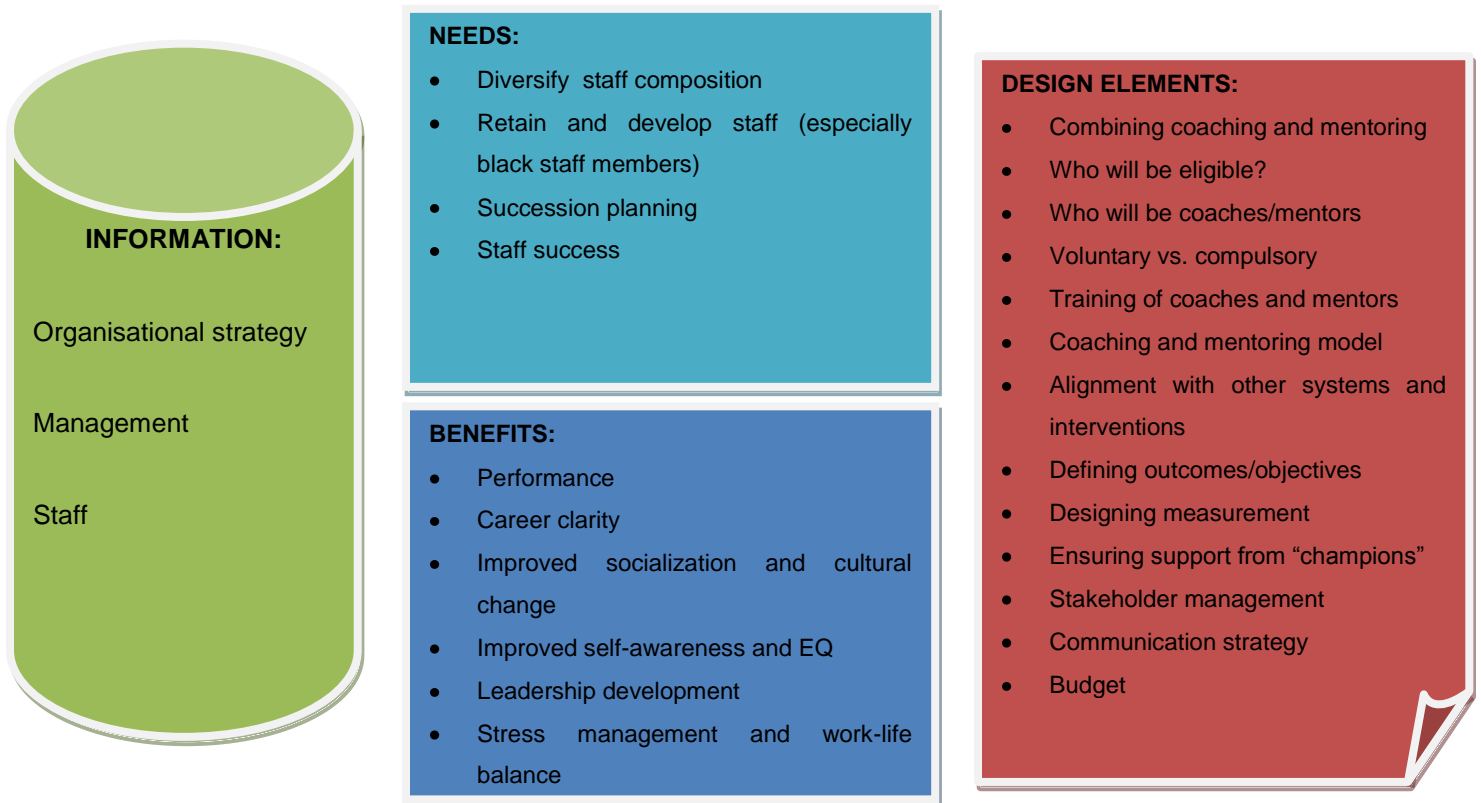 INFORMATION:
Organisational strategy
Management
Staff
NEEDS:
• Diversify staff composition
• Retain and develop staff (especially
black staff members)
• Succession planning
• Staff success
BENEFITS:
• Performance
• Career clarity
• Improved socialization and cultural
change
• Improved self-awareness and EQ
• Leadership development
• Stress management and work-life
balance
DESIGN ELEMENTS:
• Combining coaching and mentoring
• Who will be eligible?
• Who will be coaches/mentors
• Voluntary vs. compulsory
• Training of coaches and mentors
• Coaching and mentoring model
• Alignment with other systems and
interventions
• Defining outcomes/objectives
• Designing measurement
• Ensuring support from “champions”
• Stakeholder management
• Communication strategy
• Budget